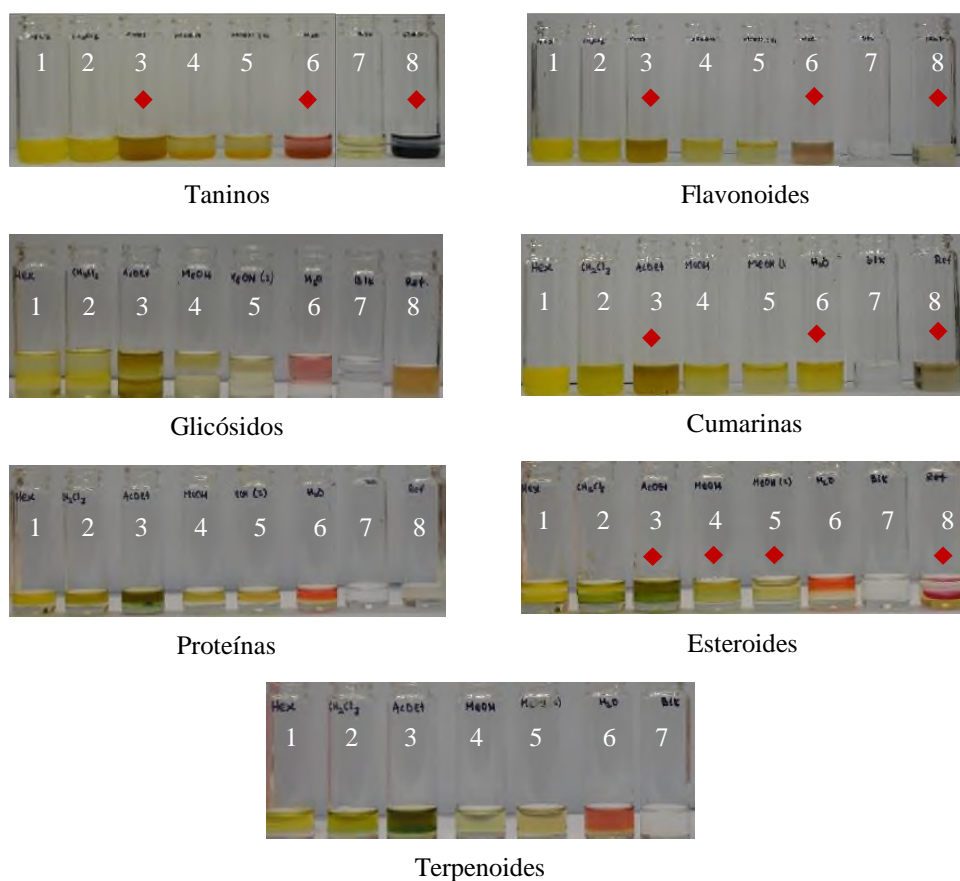 1 2 3 4 5 6 7 8
Taninos
1 2 3 4 5 6 7 8
Flavonoides
Hex CH₂Cl₂ AcOEt MeOH MeOH (2) H₂O Blk Ref.
1 2 3 4 5 6 7 8
Glicósidos
Hex CH₂Cl₂ AcOEt MeOH MeOH H₂O Blk Ref
1 2 3 4 5 6 7 8
Cumarinas
Hex H₂Cl₂ AcOEt MeOH H₂O Ref
1 2 3 4 5 6 7 8
Proteínas
Hex CH₂Cl₂ AcOEt MeOH MeOH (2) H₂O Blk Ref
1 2 3 4 5 6 7 8
Esteroides
Hex CH₂Cl₂ AcOEt MeOH H₂O Blk
1 2 3 4 5 6 7
Terpenoides